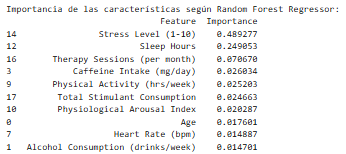 Importancia de las características según Random Forest Regressor:
Feature Importance
14 Stress Level (1-10) 0.489277
12 Sleep Hours 0.249053
16 Therapy Sessions (per month) 0.070670
3 Caffeine Intake (mg/day) 0.026034
9 Physical Activity (hrs/week) 0.025203
17 Total Stimulant Consumption 0.024663
10 Physiological Arousal Index 0.020287
0 Age 0.017601
7 Heart Rate (bpm) 0.014887
1 Alcohol Consumption (drinks/week) 0.014701